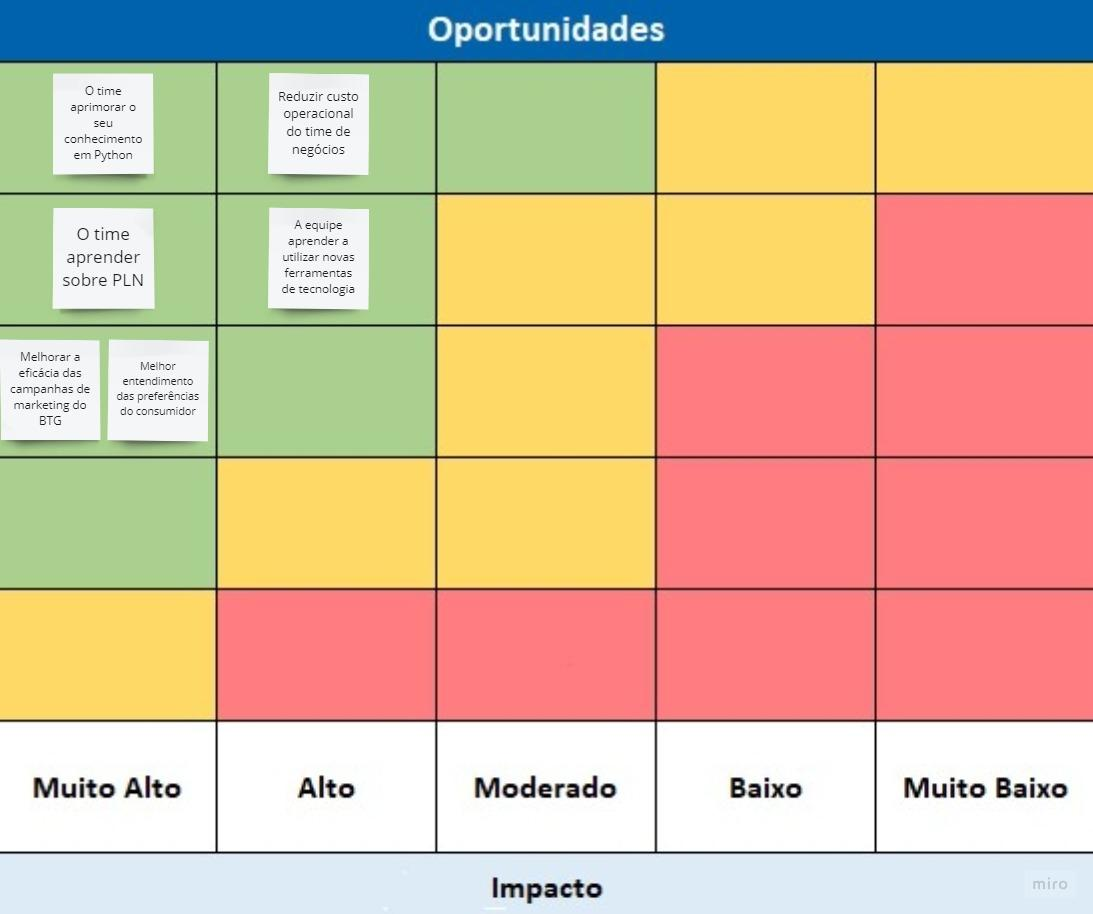 Oportunidades
O time
aprimorar o
seu
conhecimento
em Python
Reduzir custo
operacional
do time de
negócios
O time
aprender
sobre PLN
A equipe
aprender a
utilizar novas
ferramentas
de tecnologia
Melhorar a
eficácia das
campanhas de
marketing do
BTG
Melhor
entendimento
das preferências
do consumidor
Muito Alto
Alto
Moderado
Baixo
Muito Baixo
Impacto
miro